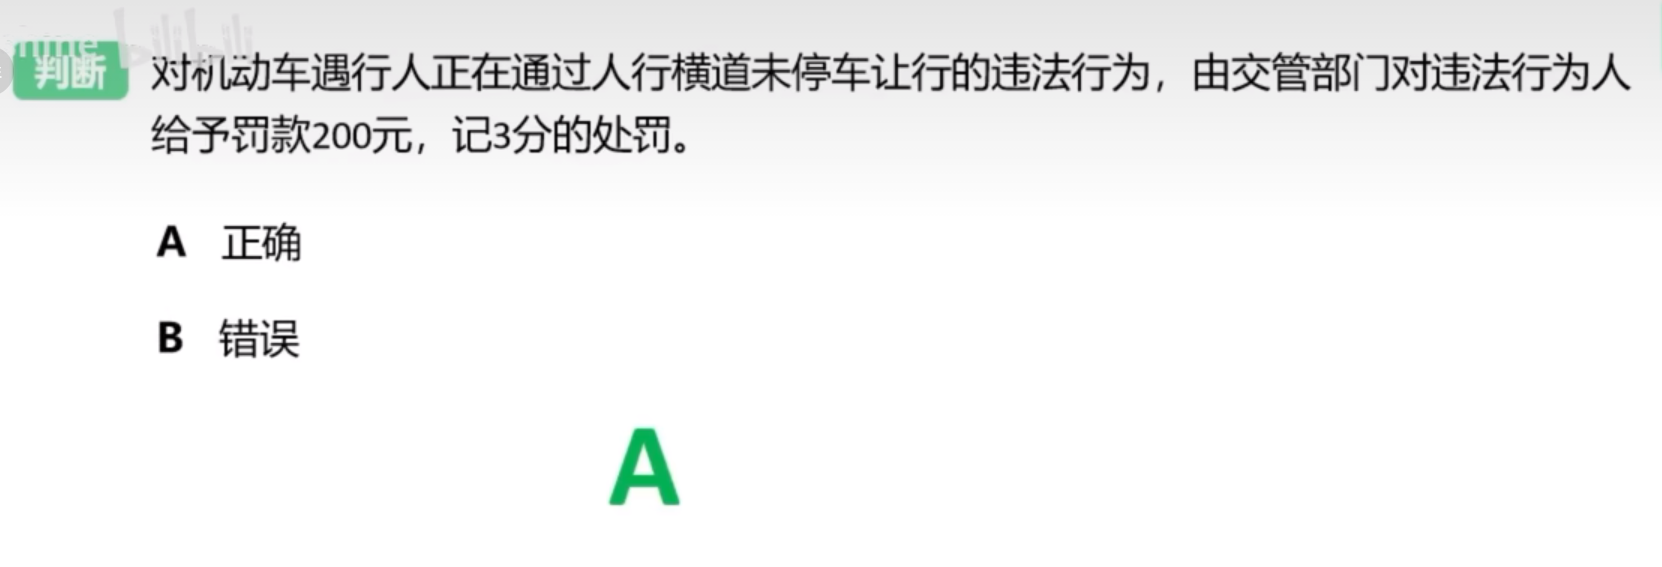 判断
对机动车遇行人正在通过人行横道未停车让行的违法行为，由交管部门对违法行为人
给予罚款200元，记3分的处罚。
A 正确
B 错误
A